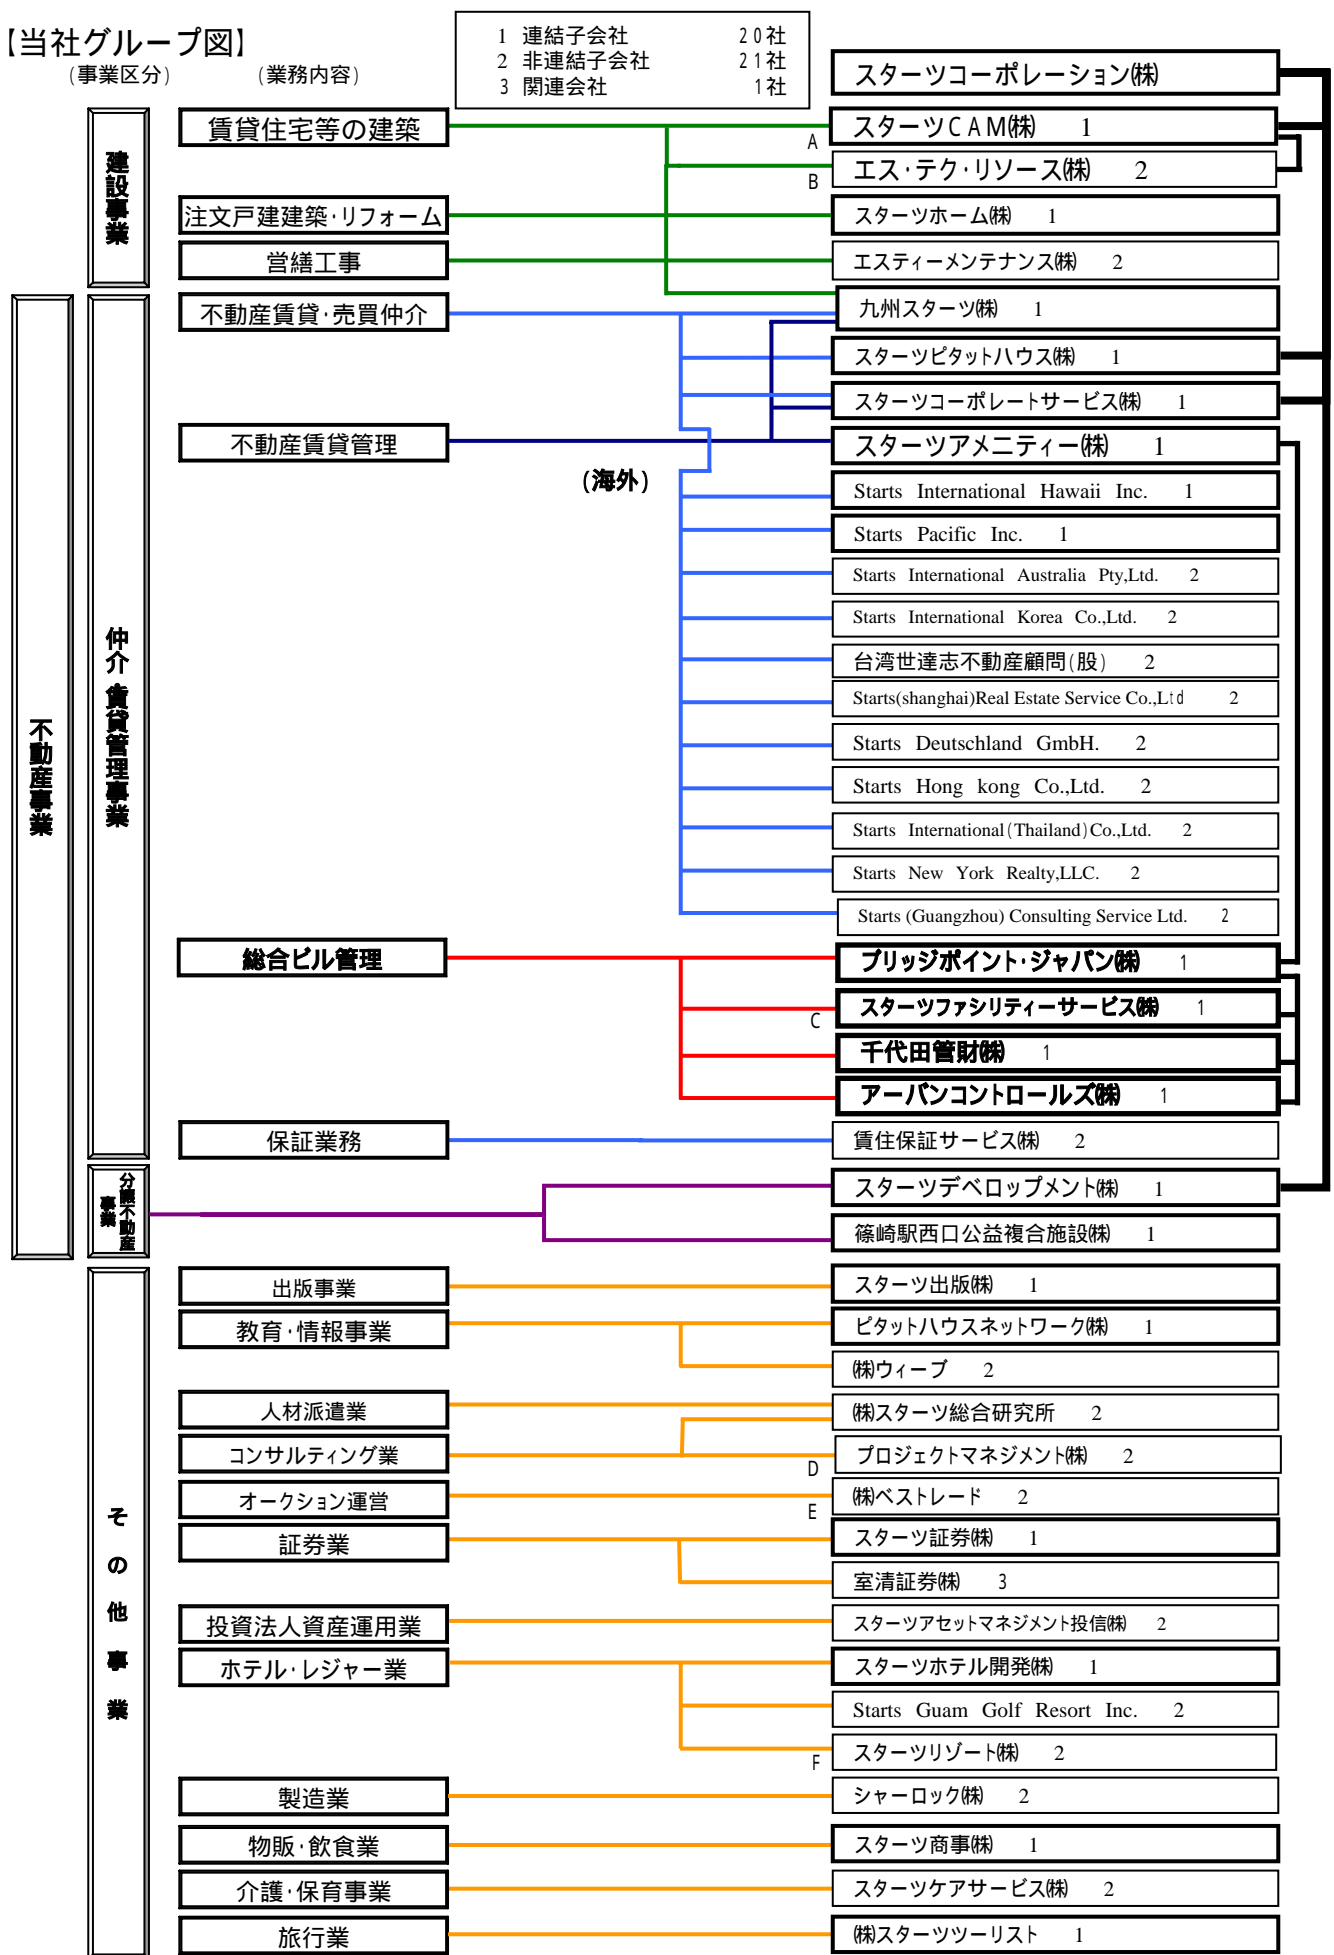 【当社グループ図】
(事業区分)
(業務内容)
1 連結子会社 20社
2 非連結子会社 21社
3 関連会社 1社
スターツコーポレーション㈱
建設事業
賃貸住宅等の建築
A
スターツCAM㈱ 1
B
エス・テク・リソース㈱ 2
注文戸建建築・リフォーム
スターツホーム㈱ 1
営繕工事
エスティーメンテナンス㈱ 2
不動産事業
仲介・賃貸管理事業
不動産賃貸・売買仲介
九州スターツ㈱ 1
スターツピタットハウス㈱ 1
スターツコーポレートサービス㈱ 1
不動産賃貸管理
スターツアメニティー㈱ 1
(海外)
Starts International Hawaii Inc. 1
Starts Pacific Inc. 1
Starts International Australia Pty,Ltd. 2
Starts International Korea Co.,Ltd. 2
台湾世達志不動産顧問(股) 2
Starts(shanghai)Real Estate Service Co.,Ltd 2
Starts Deutschland GmbH. 2
Starts Hong kong Co.,Ltd. 2
Starts International(Thailand)Co.,Ltd. 2
Starts New York Realty,LLC. 2
Starts (Guangzhou) Consulting Service Ltd. 2
総合ビル管理
ブリッジポイント・ジャパン㈱ 1
C
スターツファシリティーサービス㈱ 1
千代田管財㈱ 1
アーバンコントロールズ㈱ 1
保証業務
賃住保証サービス㈱ 2
分譲不動産
事業
スターツデベロップメント㈱ 1
篠崎駅西口公益複合施設㈱ 1
その他事業
出版事業
スターツ出版㈱ 1
教育・情報事業
ピタットハウスネットワーク㈱ 1
㈱ウィーブ 2
人材派遣業
㈱スターツ総合研究所 2
コンサルティング業
D
プロジェクトマネジメント㈱ 2
オークション運営
E
㈱ベストレード 2
証券業
スターツ証券㈱ 1
室清証券㈱ 3
投資法人資産運用業
スターツアセットマネジメント投信㈱ 2
ホテル・レジャー業
スターツホテル開発㈱ 1
Starts Guam Golf Resort Inc. 2
F
スターツリゾート㈱ 2
製造業
シャーロック㈱ 2
物販・飲食業
スターツ商事㈱ 1
介護・保育事業
スターツケアサービス㈱ 2
旅行業
㈱スターツツーリスト 1